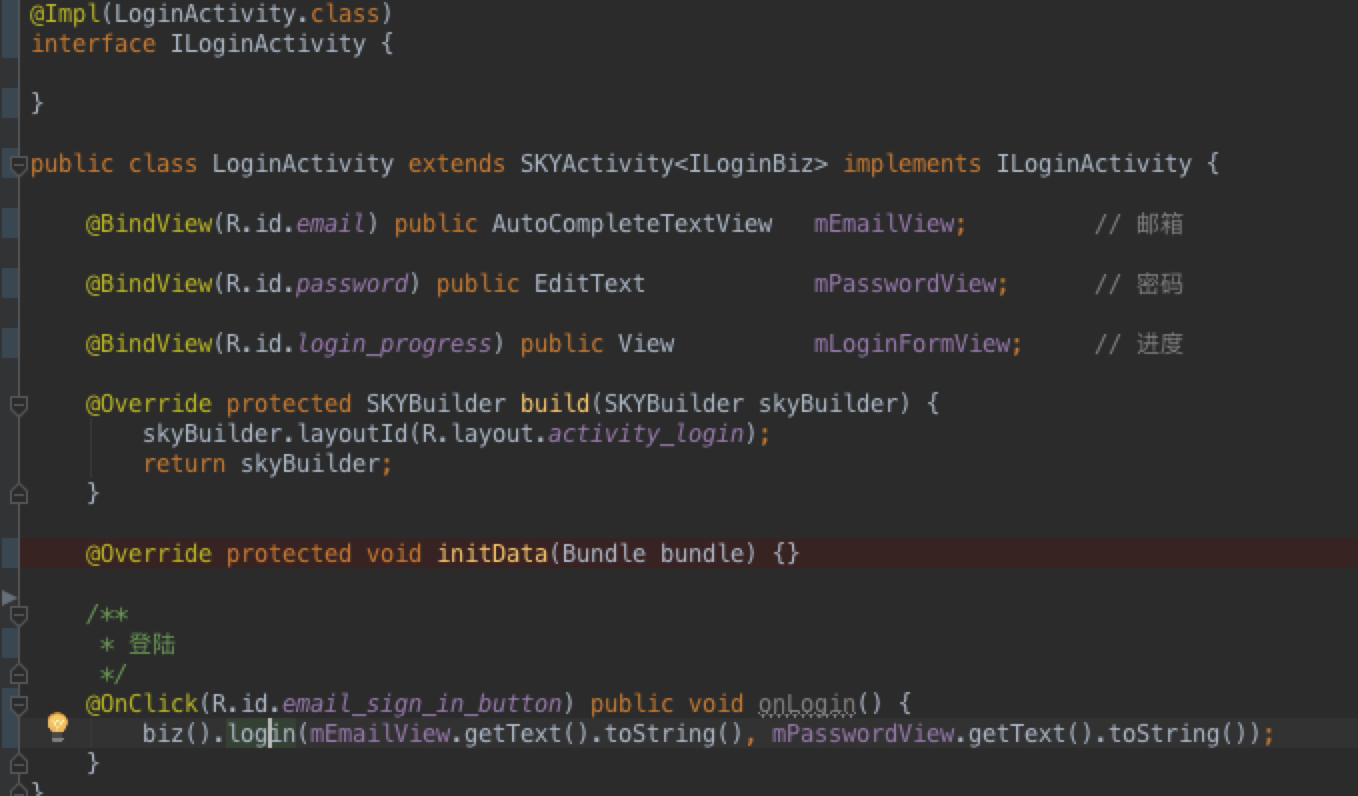 @Impl(LoginActivity.class)
interface ILoginActivity {
}
public class LoginActivity extends SKYActivity<ILoginBiz> implements ILoginActivity {
@BindView(R.id.email) public AutoCompleteTextView mEmailView; // 邮箱
@BindView(R.id.password) public EditText mPasswordView; // 密码
@BindView(R.id.login_progress) public View mLoginFormView; // 进度
@Override protected SKYBuilder build(SKYBuilder skyBuilder) {
skyBuilder.layoutId(R.layout.activity_login);
return skyBuilder;
}
@Override protected void initData(Bundle bundle) {}
/**
* 登陆
*/
@OnClick(R.id.email_sign_in_button) public void onLogin() {
biz().login(mEmailView.getText().toString(), mPasswordView.getText().toString());
}
}